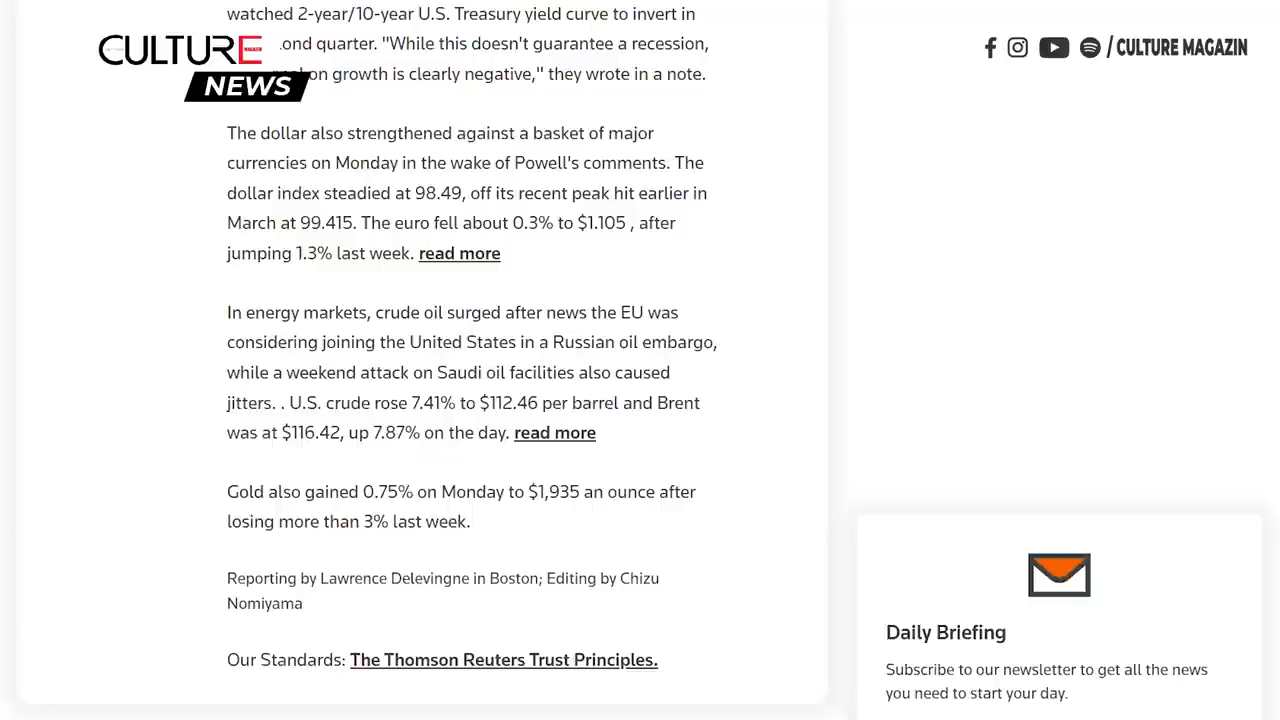 watched 2-year/10-year U.S. Treasury yield curve to invert in
ond quarter. "While this doesn't guarantee a recession,
on growth is clearly negative," they wrote in a note.
CULTURE
NEWS
/ CULTURE MAGAZIN
The dollar also strengthened against a basket of major
currencies on Monday in the wake of Powell's comments. The
dollar index steadied at 98.49, off its recent peak hit earlier in
March at 99.415. The euro fell about 0.3% to $1.105 , after
jumping 1.3% last week. read more
In energy markets, crude oil surged after news the EU was
considering joining the United States in a Russian oil embargo,
while a weekend attack on Saudi oil facilities also caused
jitters. . U.S. crude rose 7.41% to $112.46 per barrel and Brent
was at $116.42, up 7.87% on the day. read more
Gold also gained 0.75% on Monday to $1,935 an ounce after
losing more than 3% last week.
Reporting by Lawrence Delevingne in Boston; Editing by Chizu
Nomiyama
Our Standards: The Thomson Reuters Trust Principles.
Daily Briefing
Subscribe to our newsletter to get all the news
you need to start your day.